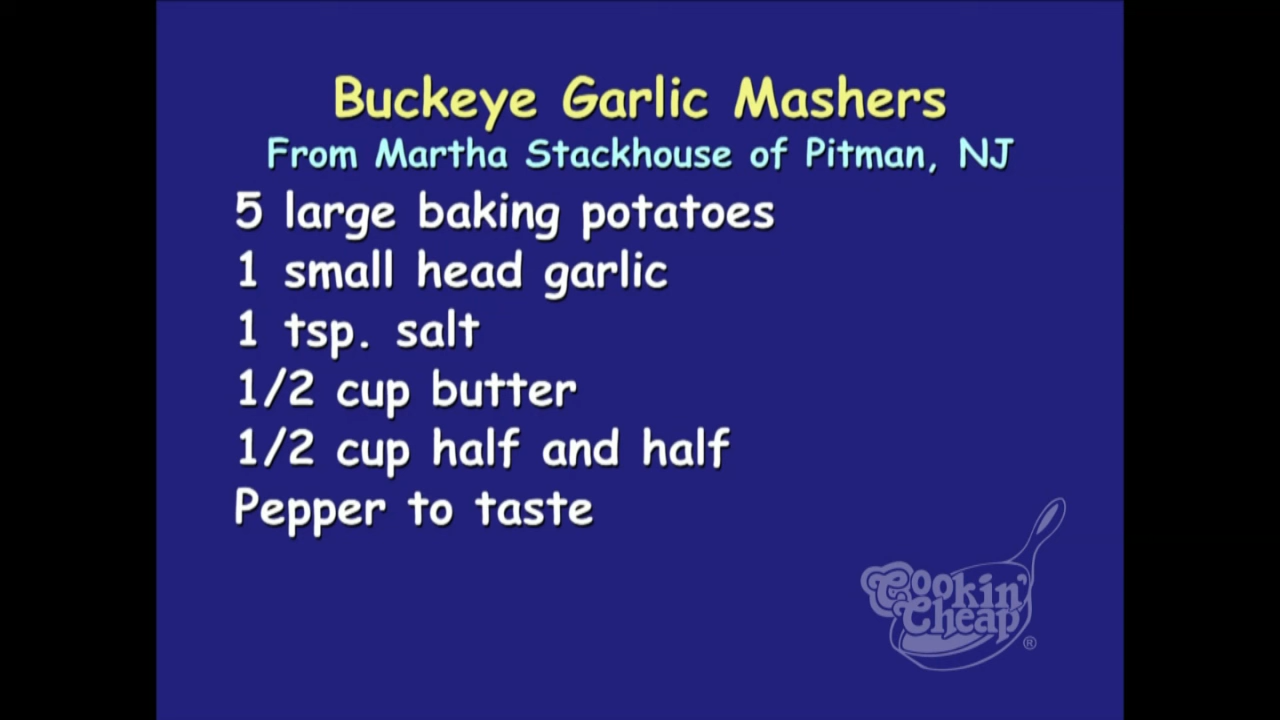 Buckeye Garlic Mashers
From Martha Stackhouse of Pitman, NJ
5 large baking potatoes
1 small head garlic
1 tsp. salt
1/2 cup butter
1/2 cup half and half
Pepper to taste
Cookin'
Cheap
®